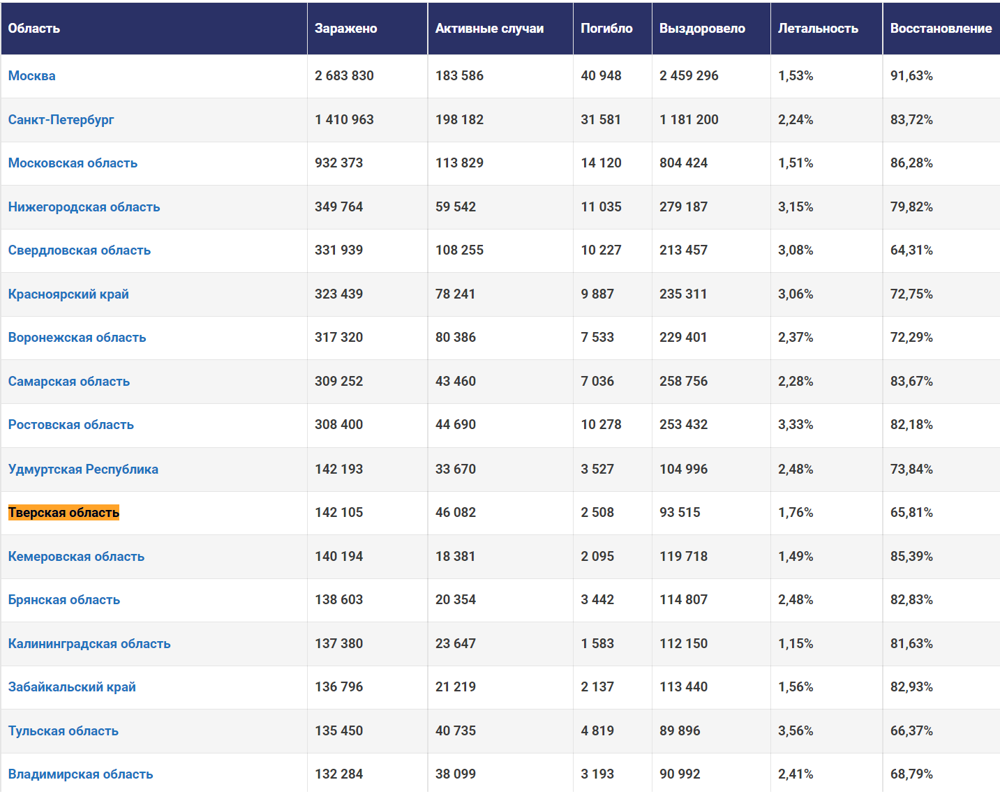 Область Заражено Активные случаи Погибло Выздоровело Летальность Восстановление
Москва 2 683 830 183 586 40 948 2 459 296 1,53% 91,63%
Санкт-Петербург 1 410 963 198 182 31 581 1 181 200 2,24% 83,72%
Московская область 932 373 113 829 14 120 804 424 1,51% 86,28%
Нижегородская область 349 764 59 542 11 035 279 187 3,15% 79,82%
Свердловская область 331 939 108 255 10 227 213 457 3,08% 64,31%
Красноярский край 323 439 78 241 9 887 235 311 3,06% 72,75%
Воронежская область 317 320 80 386 7 533 229 401 2,37% 72,29%
Самарская область 309 252 43 460 7 036 258 756 2,28% 83,67%
Ростовская область 308 400 44 690 10 278 253 432 3,33% 82,18%
Удмуртская Республика 142 193 33 670 3 527 104 996 2,48% 73,84%
Тверская область 142 105 46 082 2 508 93 515 1,76% 65,81%
Кемеровская область 140 194 18 381 2 095 119 718 1,49% 85,39%
Брянская область 138 603 20 354 3 442 114 807 2,48% 82,83%
Калининградская область 137 380 23 647 1 583 112 150 1,15% 81,63%
Забайкальский край 136 796 21 219 2 137 113 440 1,56% 82,93%
Тульская область 135 450 40 735 4 819 89 896 3,56% 66,37%
Владимирская область 132 284 38 099 3 193 90 992 2,41% 68,79%